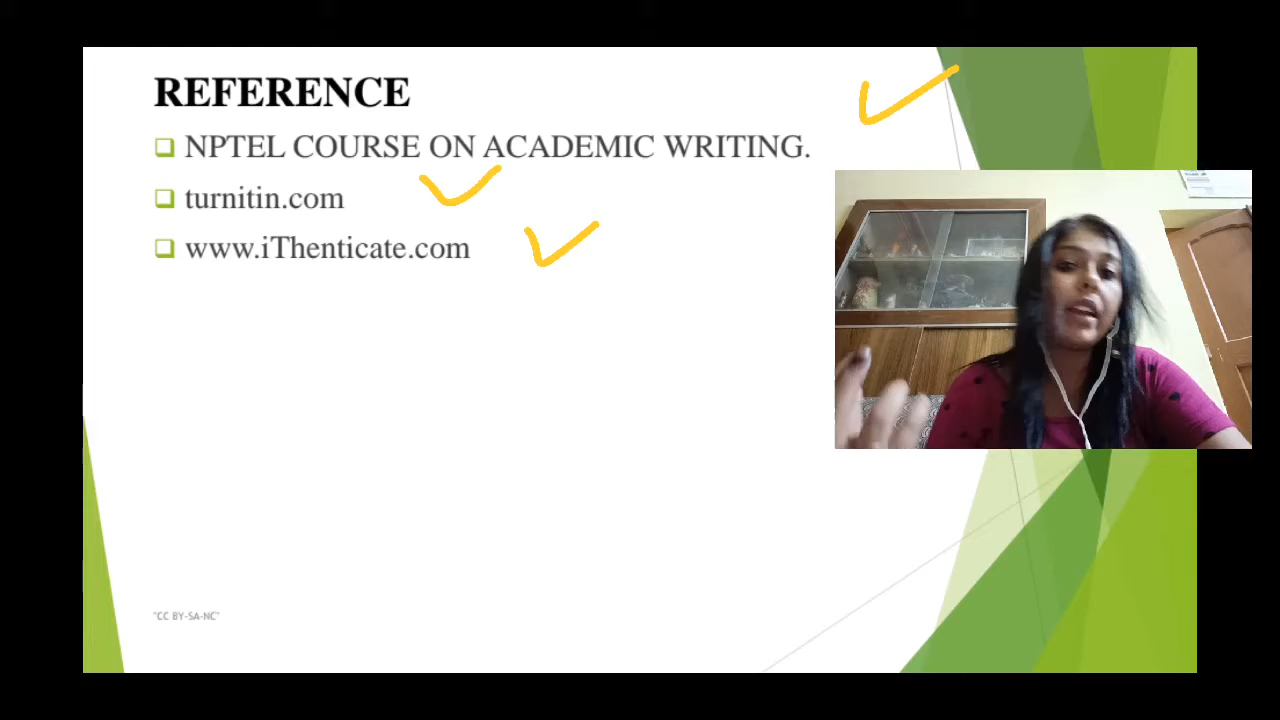 REFERENCE
NPTEL COURSE ON ACADEMIC WRITING.
turnitin.com
www.iThenticate.com
"CC BY-SA-NC"